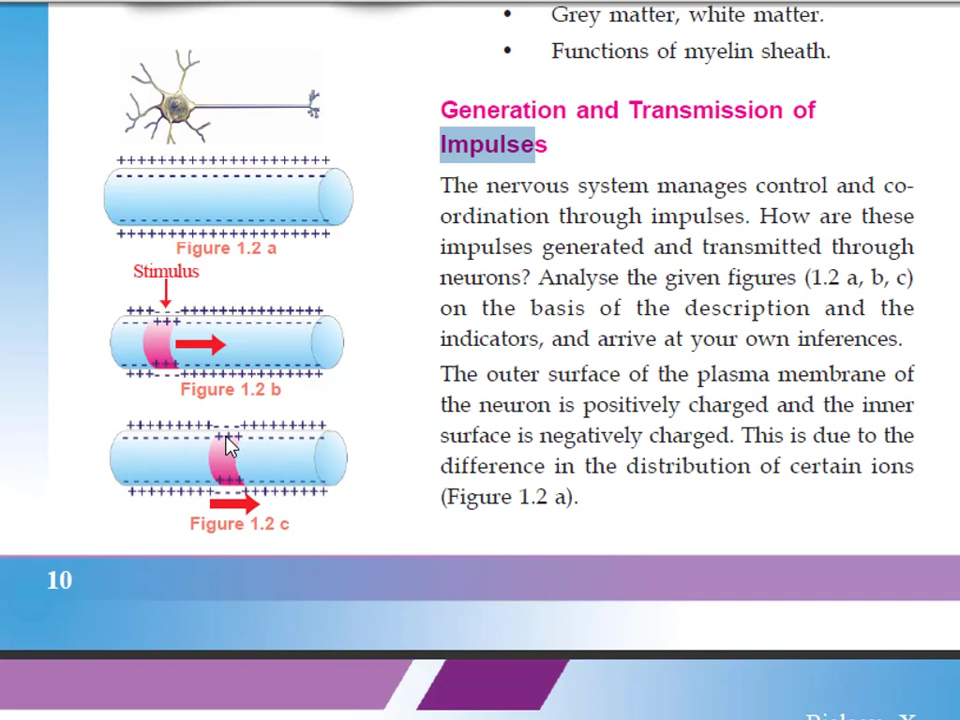 • Grey matter, white matter.
• Functions of myelin sheath.
Generation and Transmission of
Impulses
The nervous system manages control and co-
ordination through impulses. How are these
impulses generated and transmitted through
neurons? Analyse the given figures (1.2 a, b, c)
on the basis of the description and the
indicators, and arrive at your own inferences.
The outer surface of the plasma membrane of
the neuron is positively charged and the inner
surface is negatively charged. This is due to the
difference in the distribution of certain ions
(Figure 1.2 a).
Figure 1.2 a
Stimulus
Figure 1.2 b
Figure 1.2 c
10
Biology - X